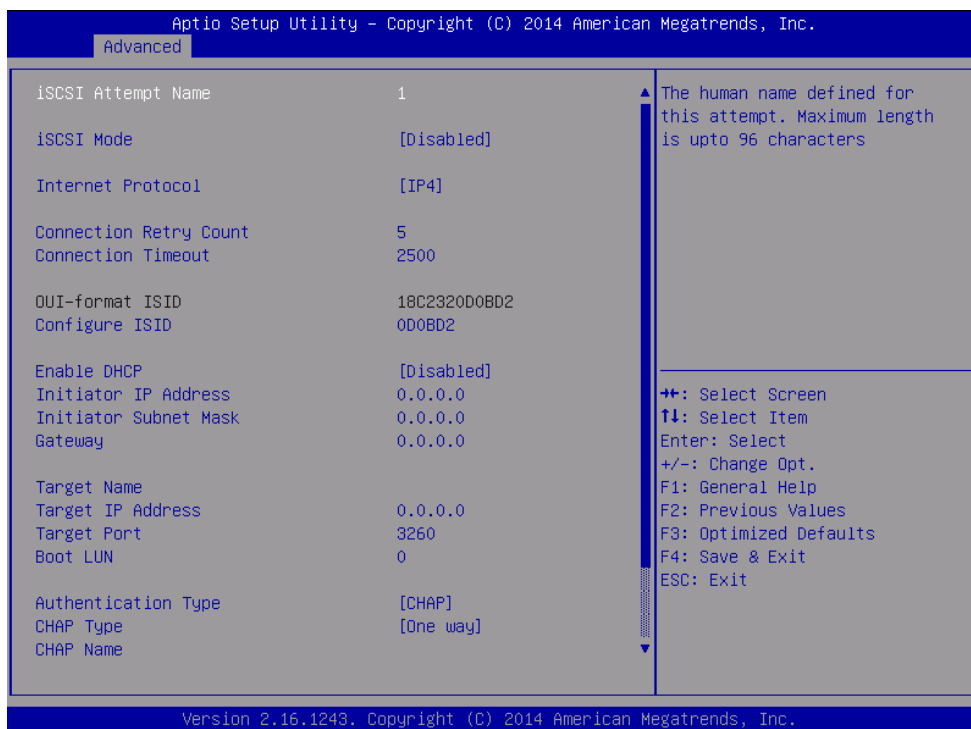 Aptio Setup Utility – Copyright (C) 2014 American Megatrends, Inc.
Advanced
iSCSI Attempt Name 1
iSCSI Mode [Disabled]
Internet Protocol [IP4]
Connection Retry Count 5
Connection Timeout 2500
OUI-format ISID 18C2320D0BD2
Configure ISID 0D0BD2
Enable DHCP [Disabled]
Initiator IP Address 0.0.0.0
Initiator Subnet Mask 0.0.0.0
Gateway 0.0.0.0
Target Name
Target IP Address 0.0.0.0
Target Port 3260
Boot LUN 0
Authentication Type [CHAP]
CHAP Type [One way]
CHAP Name
The human name defined for
this attempt. Maximum length
is upto 96 characters
→←: Select Screen
↑↓: Select Item
Enter: Select
+/-: Change Opt.
F1: General Help
F2: Previous Values
F3: Optimized Defaults
F4: Save & Exit
ESC: Exit
Version 2.16.1243. Copyright (C) 2014 American Megatrends, Inc.